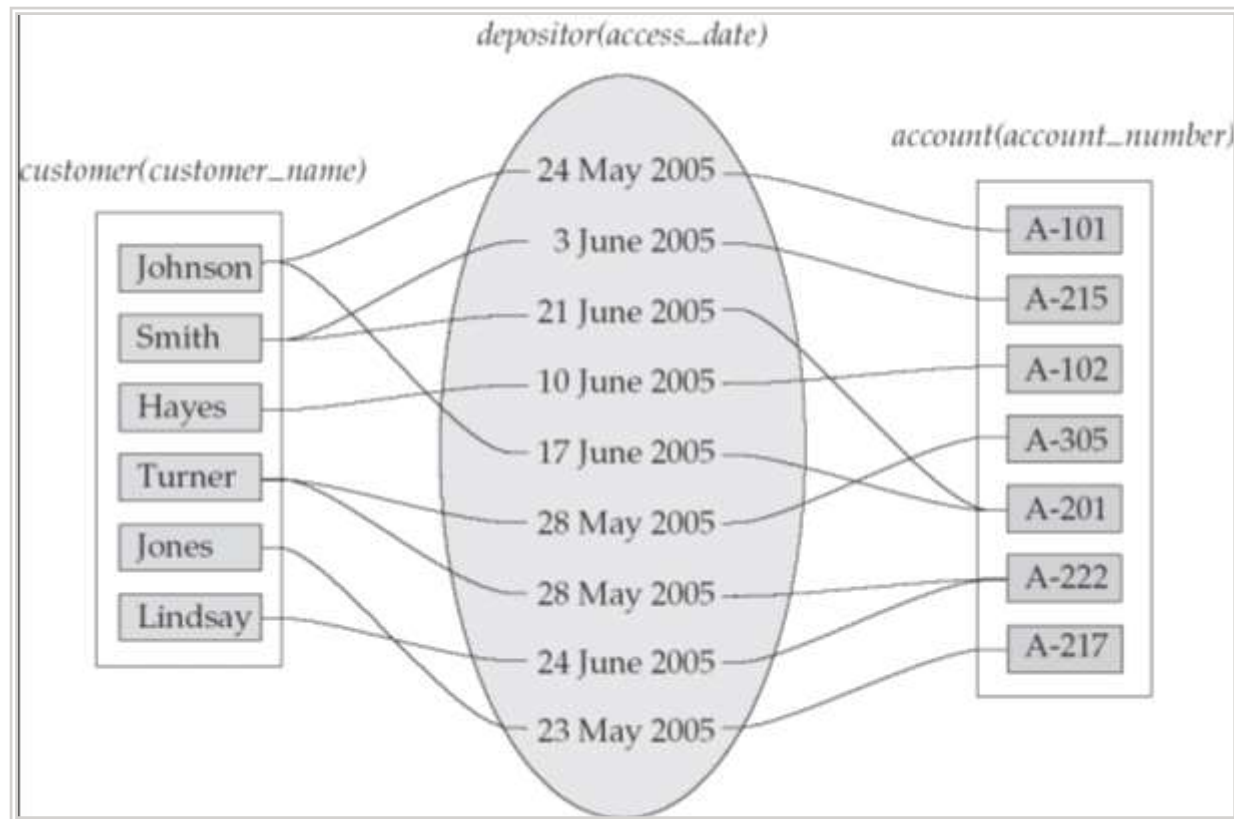 depositor(access_date)
customer(customer_name)
account(account_number)
Johnson
Smith
Hayes
Turner
Jones
Lindsay
24 May 2005
3 June 2005
21 June 2005
10 June 2005
17 June 2005
28 May 2005
28 May 2005
24 June 2005
23 May 2005
A-101
A-215
A-102
A-305
A-201
A-222
A-217